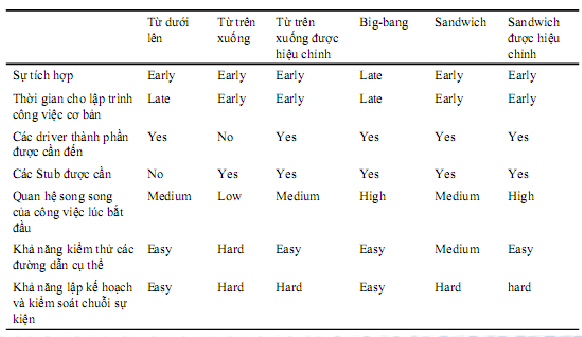 Từ dưới lên | Từ trên xuống | Từ trên xuống được hiệu chỉnh | Big-bang | Sandwich | Sandwich được hiệu chỉnh
Sự tích hợp | Early | Early | Early | Late | Early | Early
Thời gian cho lập trình công việc cơ bản | Late | Early | Early | Late | Early | Early
Các driver thành phần được cần đến | Yes | No | Yes | Yes | Yes | Yes
Các Stub được cần | No | Yes | Yes | Yes | Yes | Yes
Quan hệ song song của công việc lúc bắt đầu | Medium | Low | Medium | High | Medium | High
Khả năng kiểm thử các đường dẫn cụ thể | Easy | Hard | Easy | Easy | Medium | Easy
Khả năng lập kế hoạch và kiểm soát chuỗi sự kiện | Easy | Hard | Hard | Easy | Hard | hard